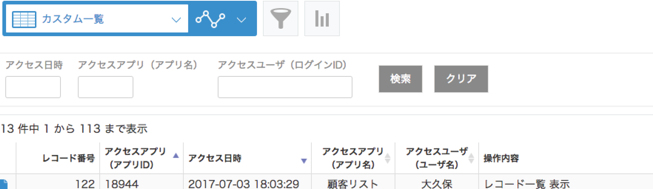 カスタム一覧
アクセス日時 アクセスアプリ（アプリ名） アクセスユーザ（ログインID）
検索 クリア
13 件中 1 から 113 まで表示
レコード番号 アクセスアプリ（アプリID） アクセス日時 アクセスアプリ（アプリ名） アクセスユーザ（ユーザ名） 操作内容
122 18944 2017-07-03 18:03:29 顧客リスト 大久保 レコード一覧 表示